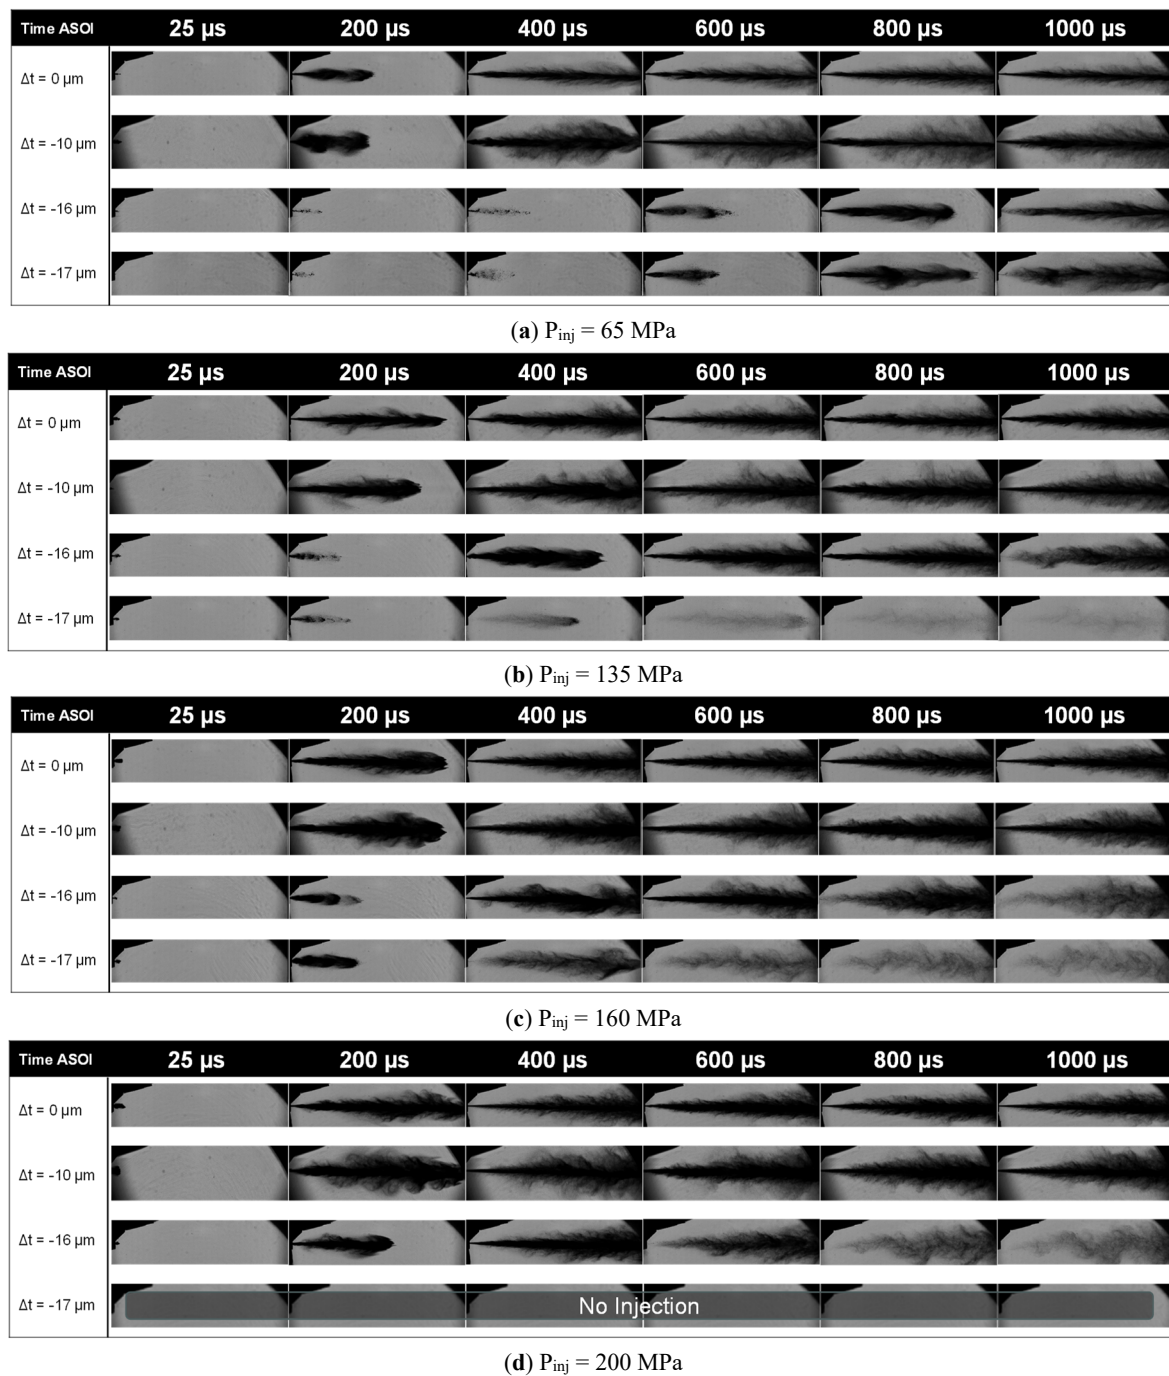 Time ASOI 25 µs 200 µs 400 µs 600 µs 800 µs 1000 µs
Δt = 0 µm
Δt = -10 µm
Δt = -16 µm
Δt = -17 µm
(a) Pinj = 65 MPa
Time ASOI 25 µs 200 µs 400 µs 600 µs 800 µs 1000 µs
Δt = 0 µm
Δt = -10 µm
Δt = -16 µm
Δt = -17 µm
(b) Pinj = 135 MPa
Time ASOI 25 µs 200 µs 400 µs 600 µs 800 µs 1000 µs
Δt = 0 µm
Δt = -10 µm
Δt = -16 µm
Δt = -17 µm
(c) Pinj = 160 MPa
Time ASOI 25 µs 200 µs 400 µs 600 µs 800 µs 1000 µs
Δt = 0 µm
Δt = -10 µm
Δt = -16 µm
Δt = -17 µm No Injection
(d) Pinj = 200 MPa